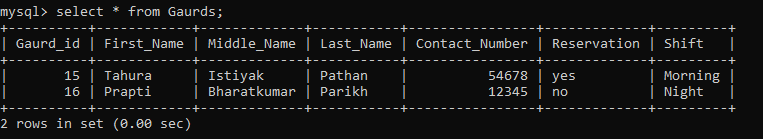 mysql> select * from Gaurds;
+----------+------------+-------------+-----------+----------------+-------------+---------+
| Gaurd_id | First_Name | Middle_Name | Last_Name | Contact_Number | Reservation | Shift   |
+----------+------------+-------------+-----------+----------------+-------------+---------+
|       15 | Tahura     | Istiyak     | Pathan    |          54678 | yes         | Morning |
|       16 | Prapti     | Bharatkumar | Parikh    |          12345 | no          | Night   |
+----------+------------+-------------+-----------+----------------+-------------+---------+
2 rows in set (0.00 sec)